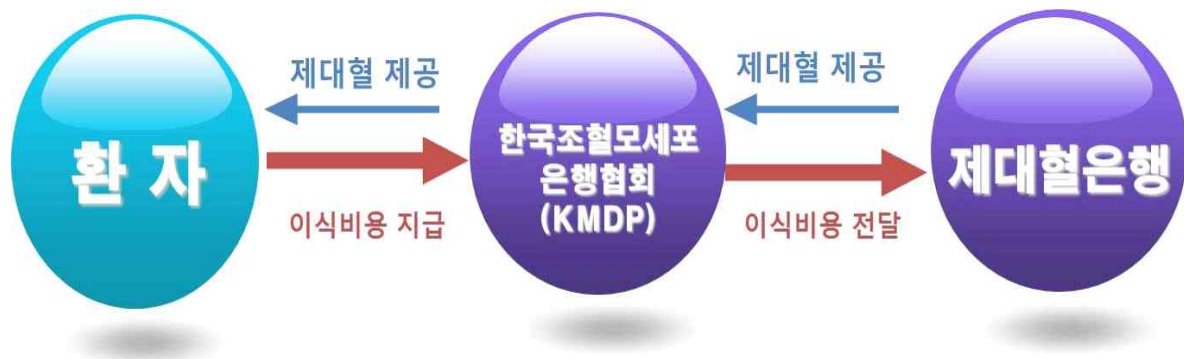 환 자
제대혈 제공
이식비용 지급
한국조혈모세포
은행협회
(KMDP)
제대혈 제공
이식비용 전달
제대혈은행